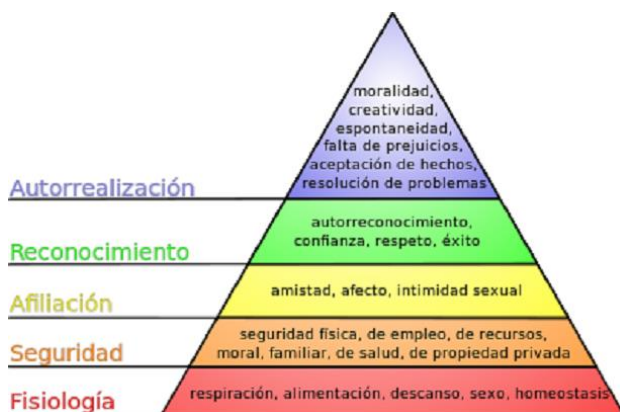 moralidad,
creatividad,
espontaneidad,
falta de prejuicios,
aceptación de hechos,
resolución de problemas
Autorrealización
autorreconocimiento,
confianza, respeto, éxito
Reconocimiento
amistad, afecto, intimidad sexual
Afiliación
seguridad física, de empleo, de recursos,
moral, familiar, de salud, de propiedad privada
Seguridad
respiración, alimentación, descanso, sexo, homeostasis
Fisiología